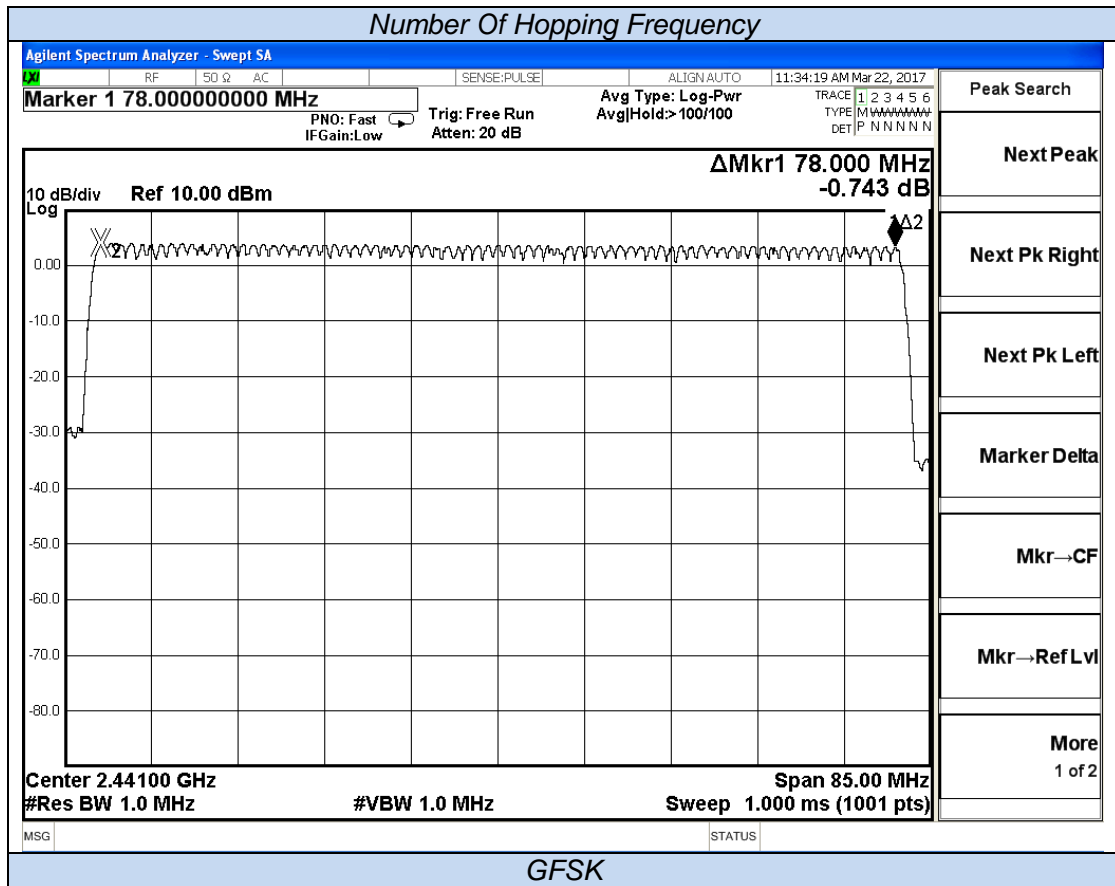 Number Of Hopping Frequency
Agilent Spectrum Analyzer - Swept SA
LXI RF 50 Ω AC SENSE:PULSE ALIGN AUTO 11:34:19 AM Mar 22, 2017
Marker 1 78.000000000 MHz
PNO: Fast
IFGain:Low
Trig: Free Run
Atten: 20 dB
Avg Type: Log-Pwr
Avg|Hold:>100/100
TRACE 1 2 3 4 5 6
TYPE M WWWWW
DET P N N N N N
Peak Search
ΔMkr1 78.000 MHz
-0.743 dB
10 dB/div Ref 10.00 dBm
Log
1Δ2
2
0.00
-10.0
-20.0
-30.0
-40.0
-50.0
-60.0
-70.0
-80.0
Next Peak
Next Pk Right
Next Pk Left
Marker Delta
Mkr→CF
Mkr→Ref Lvl
More
1 of 2
Center 2.44100 GHz Span 85.00 MHz
#Res BW 1.0 MHz #VBW 1.0 MHz Sweep 1.000 ms (1001 pts)
MSG STATUS
GFSK